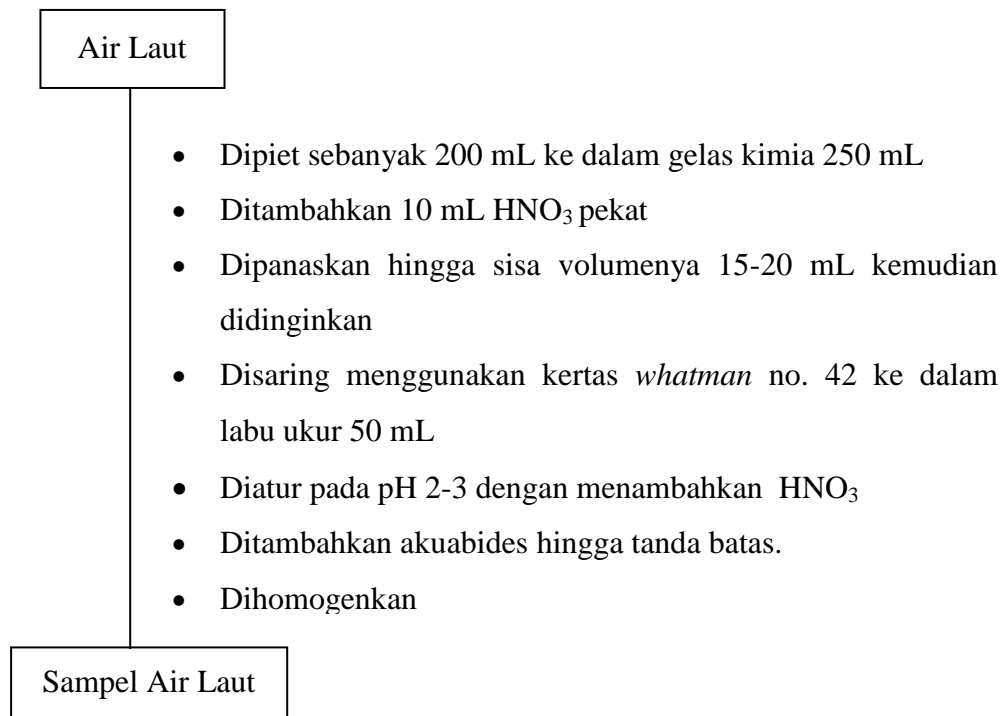 Air Laut
• Dipiet sebanyak 200 mL ke dalam gelas kimia 250 mL
• Ditambahkan 10 mL HNO₃ pekat
• Dipanaskan hingga sisa volumenya 15-20 mL kemudian
didinginkan
• Disaring menggunakan kertas whatman no. 42 ke dalam
labu ukur 50 mL
• Diatur pada pH 2-3 dengan menambahkan HNO₃
• Ditambahkan akuabides hingga tanda batas.
• Dihomogenkan
Sampel Air Laut